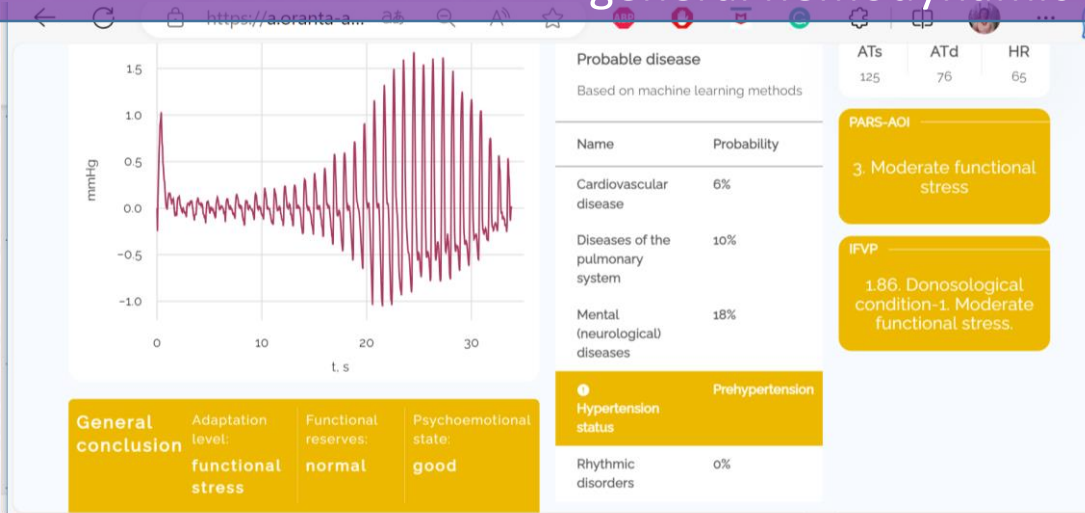 https://a.oranta-a...
1.5
1.0
0.5
0.0
-0.5
-1.0
mmHg
0
10
20
30
t, s
General conclusion
Adaptation level:
functional stress
Functional reserves:
normal
Psychoemotional state:
good
Probable disease
Based on machine learning methods
Name Probability
Cardiovascular disease 6%
Diseases of the pulmonary system 10%
Mental (neurological) diseases 18%
Hypertension status Prehypertension
Rhythmic disorders 0%
ATs ATd HR
125 76 65
PARS-AOI
3. Moderate functional
stress
IFVP
1.86. Donosological
condition-1. Moderate
functional stress.